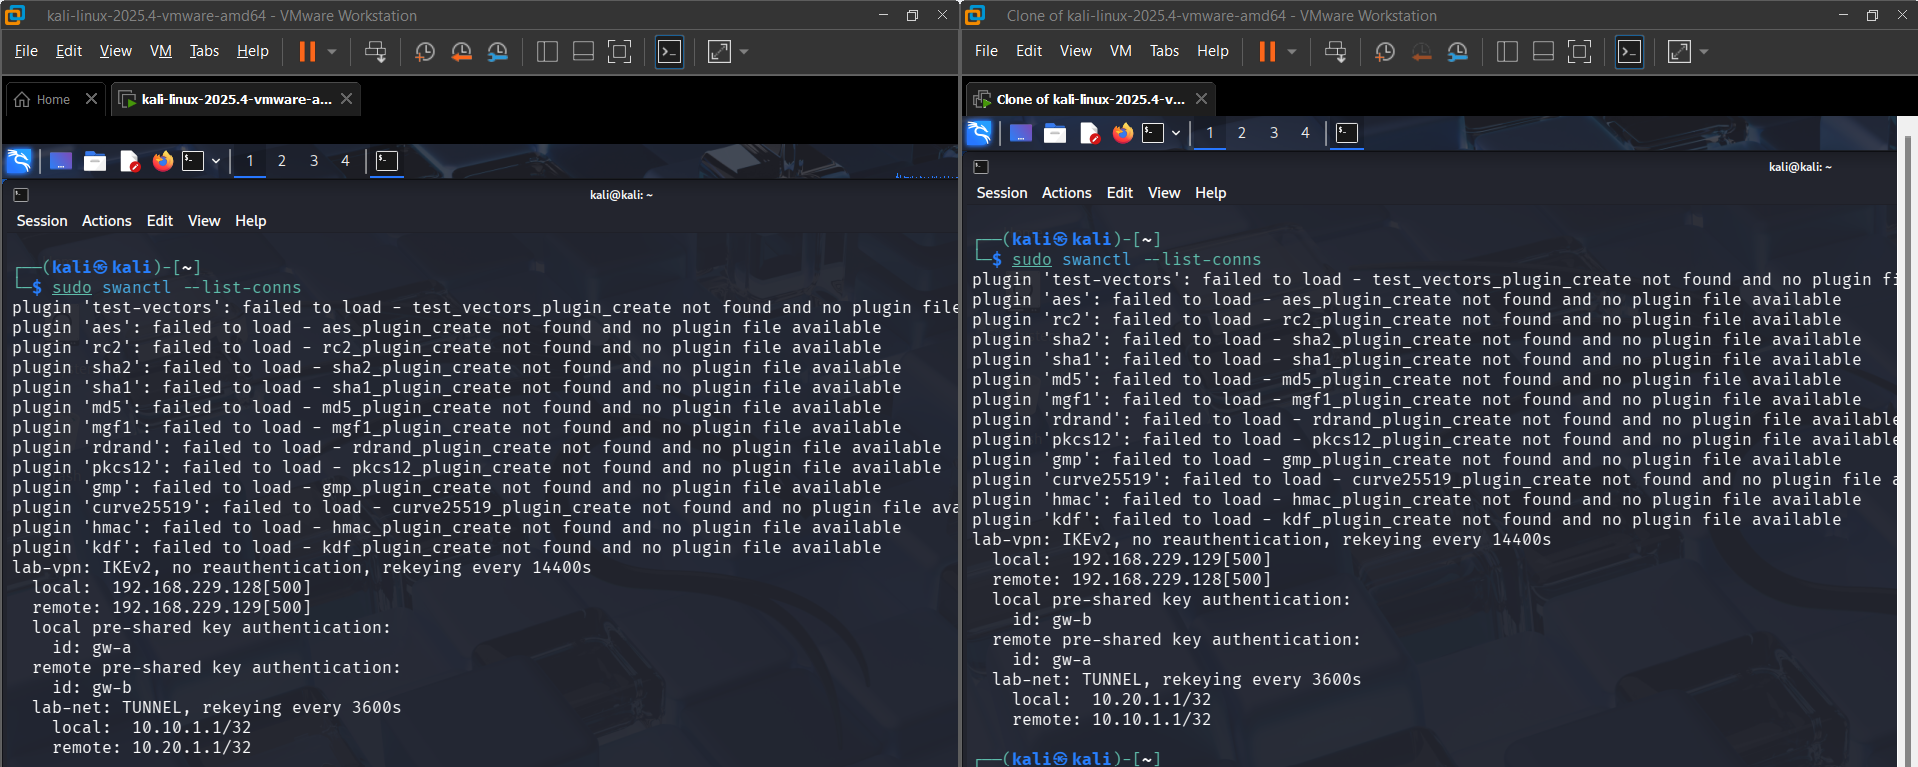 kali-linux-2025.4-vmware-amd64 - VMware Workstation
File Edit View VM Tabs Help
Home
kali-linux-2025.4-vmware-a...
1 2 3 4
kali@kali: ~
Session Actions Edit View Help
┌──(kali㉿kali)-[~]
└─$ sudo swanctl --list-conns
plugin 'test-vectors': failed to load - test_vectors_plugin_create not found and no plugin file
plugin 'aes': failed to load - aes_plugin_create not found and no plugin file available
plugin 'rc2': failed to load - rc2_plugin_create not found and no plugin file available
plugin 'sha2': failed to load - sha2_plugin_create not found and no plugin file available
plugin 'sha1': failed to load - sha1_plugin_create not found and no plugin file available
plugin 'md5': failed to load - md5_plugin_create not found and no plugin file available
plugin 'mgf1': failed to load - mgf1_plugin_create not found and no plugin file available
plugin 'rdrand': failed to load - rdrand_plugin_create not found and no plugin file available
plugin 'pkcs12': failed to load - pkcs12_plugin_create not found and no plugin file available
plugin 'gmp': failed to load - gmp_plugin_create not found and no plugin file available
plugin 'curve25519': failed to load - curve25519_plugin_create not found and no plugin file ava
plugin 'hmac': failed to load - hmac_plugin_create not found and no plugin file available
plugin 'kdf': failed to load - kdf_plugin_create not found and no plugin file available
lab-vpn: IKEv2, no reauthentication, rekeying every 14400s
  local:  192.168.229.128[500]
  remote: 192.168.229.129[500]
  local pre-shared key authentication:
    id: gw-a
  remote pre-shared key authentication:
    id: gw-b
  lab-net: TUNNEL, rekeying every 3600s
    local:  10.10.1.1/32
    remote: 10.20.1.1/32
Clone of kali-linux-2025.4-vmware-amd64 - VMware Workstation
File Edit View VM Tabs Help
Clone of kali-linux-2025.4-v...
1 2 3 4
kali@kali: ~
Session Actions Edit View Help
┌──(kali㉿kali)-[~]
└─$ sudo swanctl --list-conns
plugin 'test-vectors': failed to load - test_vectors_plugin_create not found and no plugin fi
plugin 'aes': failed to load - aes_plugin_create not found and no plugin file available
plugin 'rc2': failed to load - rc2_plugin_create not found and no plugin file available
plugin 'sha2': failed to load - sha2_plugin_create not found and no plugin file available
plugin 'sha1': failed to load - sha1_plugin_create not found and no plugin file available
plugin 'md5': failed to load - md5_plugin_create not found and no plugin file available
plugin 'mgf1': failed to load - mgf1_plugin_create not found and no plugin file available
plugin 'rdrand': failed to load - rdrand_plugin_create not found and no plugin file available
plugin 'pkcs12': failed to load - pkcs12_plugin_create not found and no plugin file available
plugin 'gmp': failed to load - gmp_plugin_create not found and no plugin file available
plugin 'curve25519': failed to load - curve25519_plugin_create not found and no plugin file a
plugin 'hmac': failed to load - hmac_plugin_create not found and no plugin file available
plugin 'kdf': failed to load - kdf_plugin_create not found and no plugin file available
lab-vpn: IKEv2, no reauthentication, rekeying every 14400s
  local:  192.168.229.129[500]
  remote: 192.168.229.128[500]
  local pre-shared key authentication:
    id: gw-b
  remote pre-shared key authentication:
    id: gw-a
  lab-net: TUNNEL, rekeying every 3600s
    local:  10.20.1.1/32
    remote: 10.10.1.1/32
┌──(kali㉿kali)-[~]